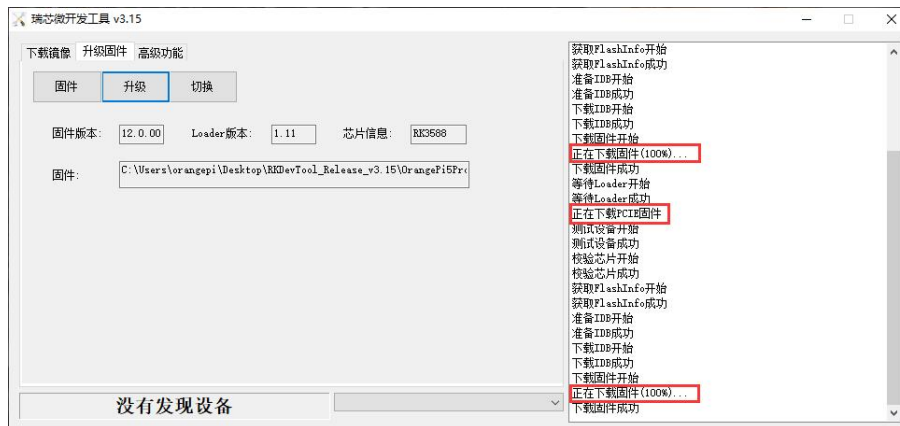 瑞芯微开发工具 v3.15
下载镜像 升级固件 高级功能
固件 升级 切换
固件版本: 12.0.00 Loader版本: 1.11 芯片信息: RK3588
固件: C:\Users\orangepi\Desktop\RKDevTool_Release_v3.15\OrangePi5Pr
没有发现设备
获取FlashInfo开始
获取FlashInfo成功
准备IDB开始
准备IDB成功
下载IDB开始
下载IDB成功
下载固件开始
正在下载固件(100%)...
下载固件成功
等待Loader开始
等待Loader成功
正在下载PCIE固件
测试设备开始
测试设备成功
校验芯片开始
校验芯片成功
获取FlashInfo开始
获取FlashInfo成功
准备IDB开始
准备IDB成功
下载IDB开始
下载IDB成功
下载固件开始
正在下载固件(100%)...
下载固件成功